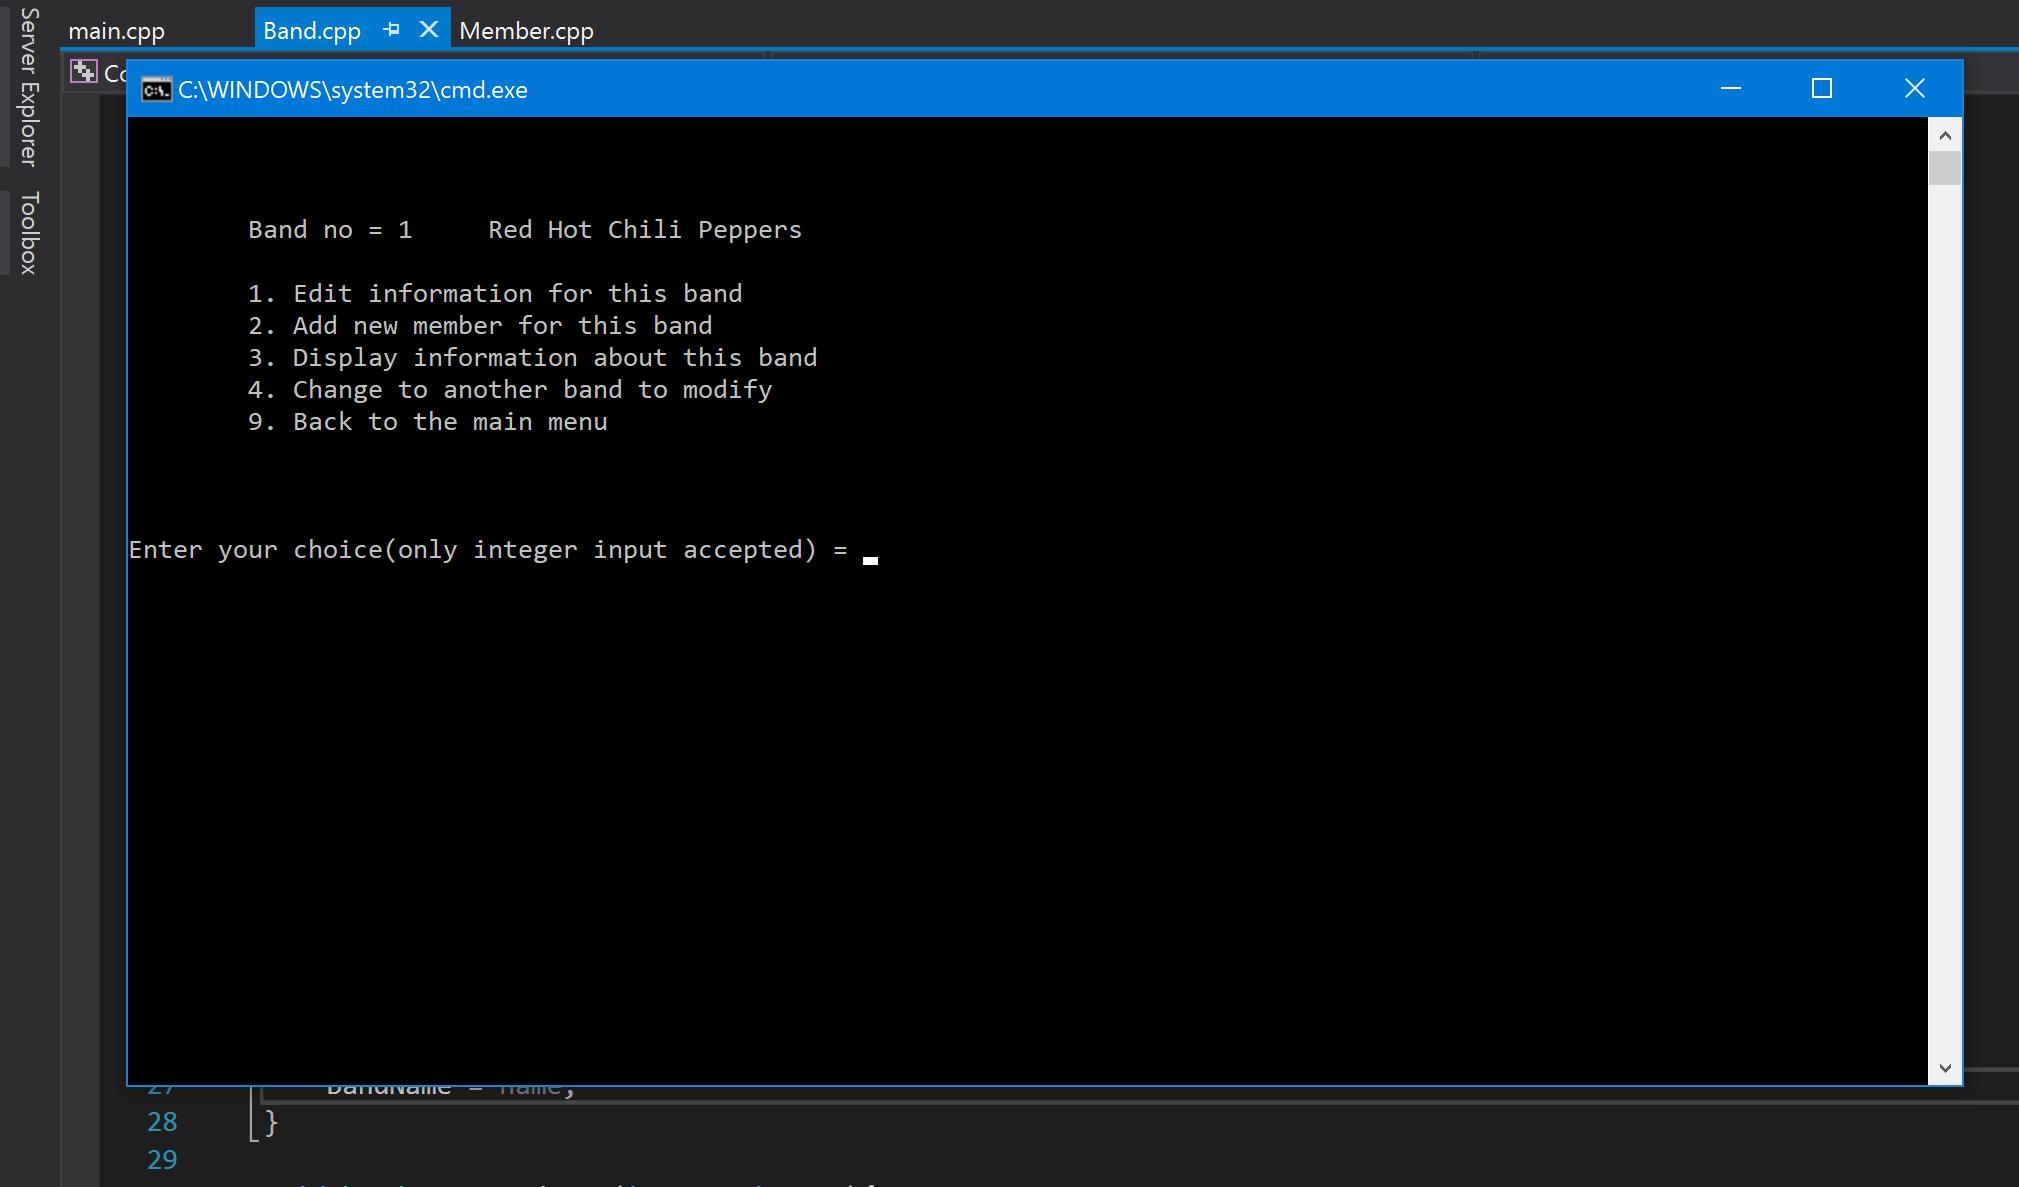 Server Explorer
Toolbox
main.cpp
Band.cpp
Member.cpp
C:\WINDOWS\system32\cmd.exe
Band no = 1     Red Hot Chili Peppers
1. Edit information for this band
2. Add new member for this band
3. Display information about this band
4. Change to another band to modify
9. Back to the main menu
Enter your choice(only integer input accepted) =
27 BandName = name;
28 }
29